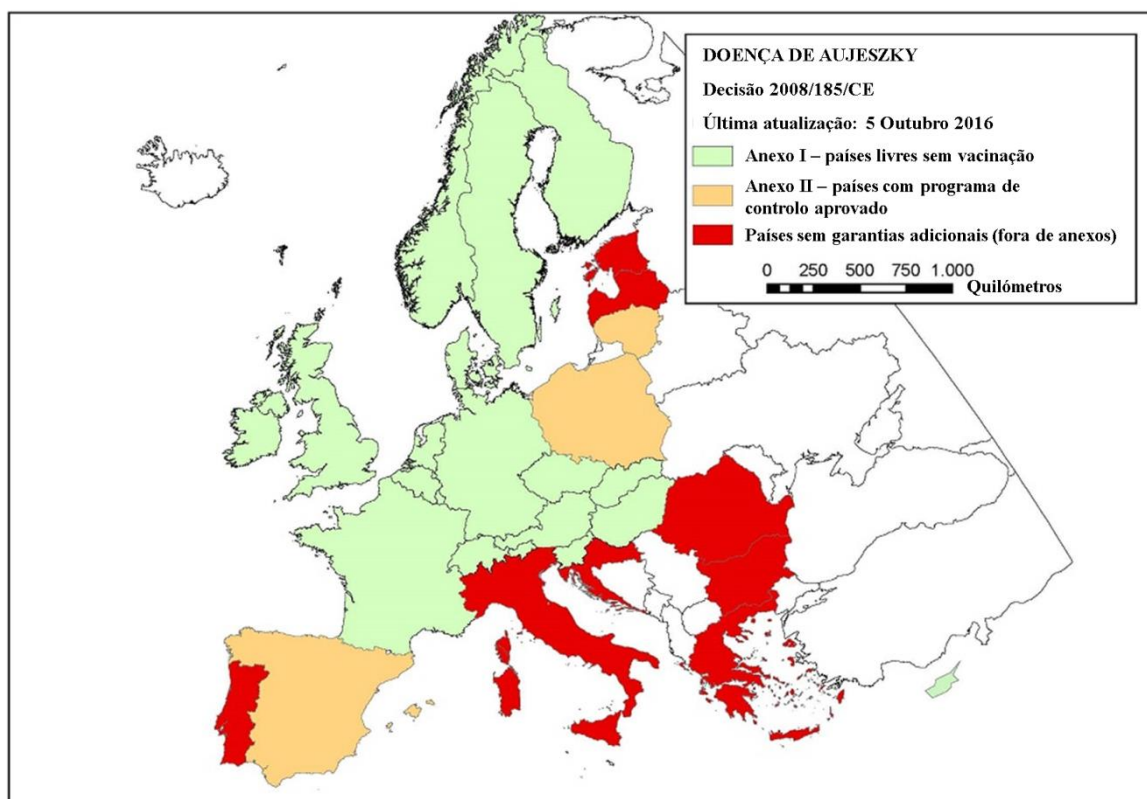 DOENÇA DE AUJESZKY
Decisão 2008/185/CE
Última atualização: 5 Outubro 2016
Anexo I – países livres sem vacinação
Anexo II – países com programa de
controlo aprovado
Países sem garantias adicionais (fora de anexos)
0 250 500 750 1.000
Quilómetros